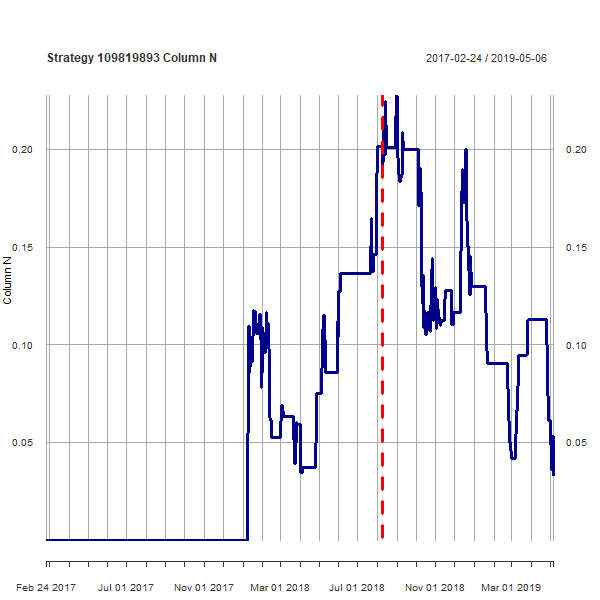 Strategy 109819893 Column N
2017-02-24 / 2019-05-06
0.20 0.20
0.15 0.15
Column N
0.10 0.10
0.05 0.05
Feb 24 2017 Jul 01 2017 Nov 01 2017 Mar 01 2018 Jul 01 2018 Nov 01 2018 Mar 01 2019